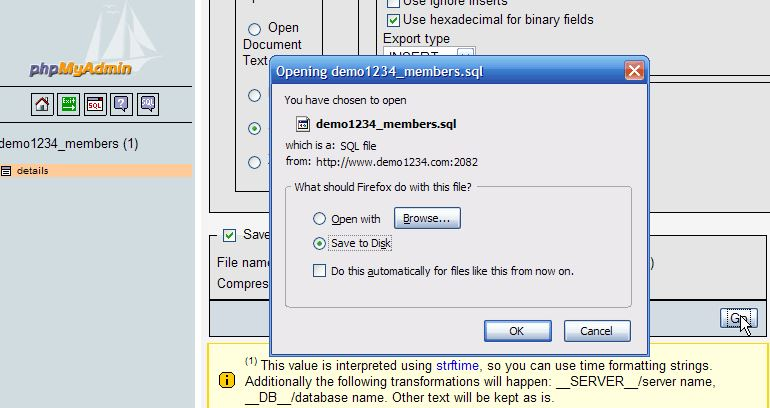 phpMyAdmin
Exit
SQL
?
SQL
demo1234_members (1)
details
Open
Document
Text
Use ignore inserts
Use hexadecimal for binary fields
Export type
INSERT
Opening demo1234_members.sql
You have chosen to open
demo1234_members.sql
which is a: SQL file
from: http://www.demo1234.com:2082
What should Firefox do with this file?
Open with
Browse...
Save to Disk
Do this automatically for files like this from now on.
OK
Cancel
Save
File name
Compres
)
Go
(1) This value is interpreted using strftime, so you can use time formatting strings.
Additionally the following transformations will happen: __SERVER__/server name,
__DB__/database name. Other text will be kept as is.